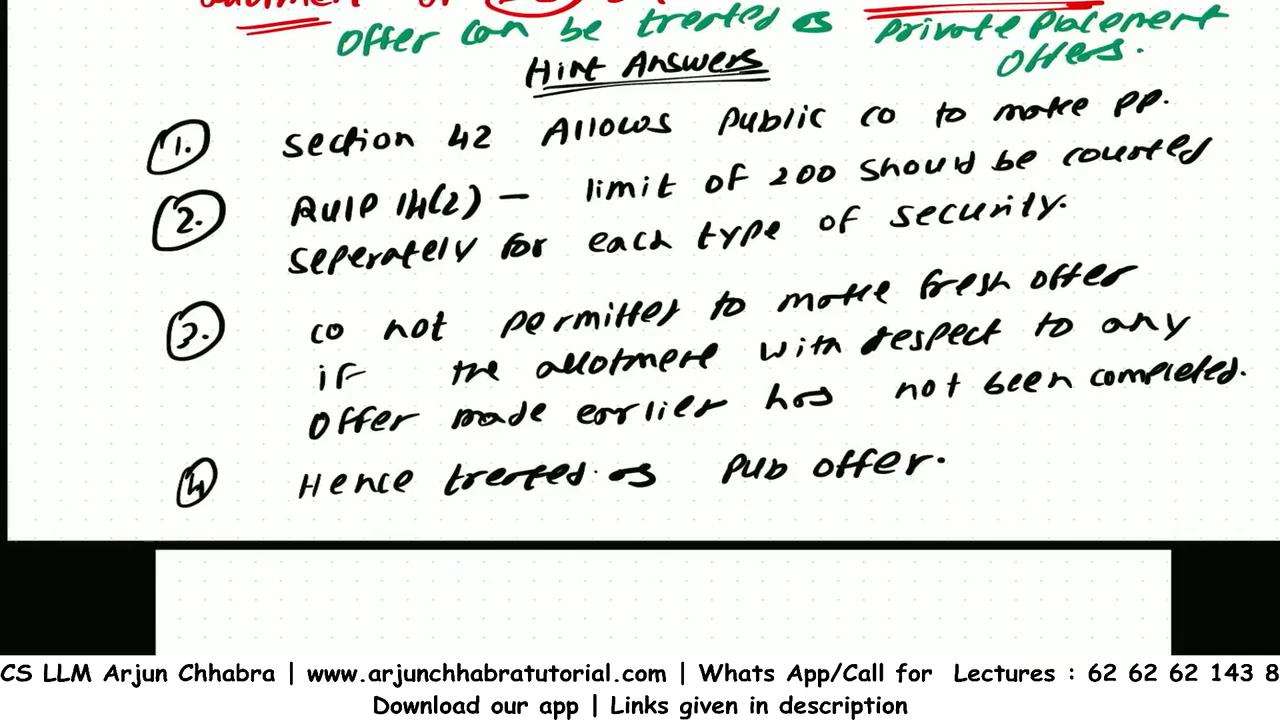 Offer can be treated as Private Placement
Offers.
Hint Answers
1. Section 42 Allows Public co to make PP.
2. Rule 14(2) – limit of 200 should be counted
seperately for each type of security.
3. co not permitted to make fresh offer
if the allotment with respect to any
offer made earlier has not been completed.
4. Hence treated as Pub offer.
CS LLM Arjun Chhabra | www.arjunchhabratutorial.com | Whats App/Call for Lectures : 62 62 62 143 8
Download our app | Links given in description